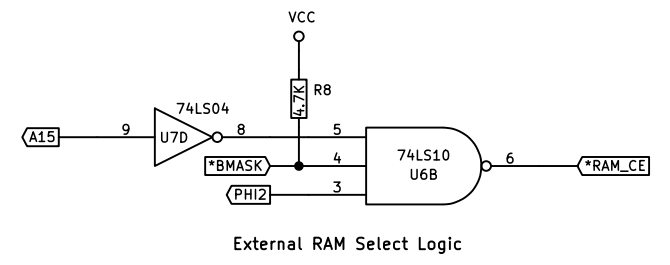 VCC
4.7K R8
74LS04
A15 9 U7D 8 5
*BMASK 4 74LS10 6 *RAM_CE
U6B
PHI2 3
External RAM Select Logic